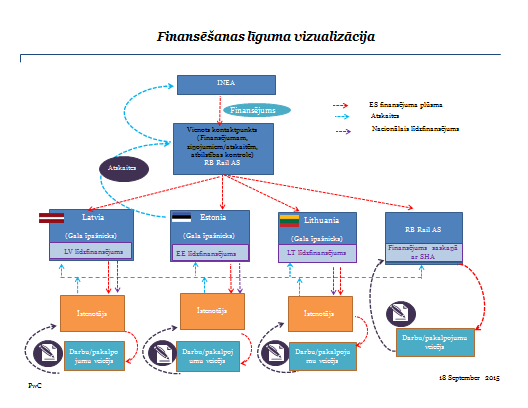 Finansēšanas līguma vizualizācija
INEA
Finansējums
ES finansējuma plūsma
Atskaites
Nacionālais līdzfinansējums
Vienots kontaktpunkts
(Finansējumam,
ziņojumiem/atskaitēm,
atbilstības kontrole)
RB Rail AS
Atskaites
Latvia
(Gala īpašnieks)
LV līdzfinansējums
Estonia
(Gala īpašnieks)
EE līdzfinansējums
Lithuania
(Gala īpašnieks)
LT līdzfinansējums
RB Rail AS
Finansējums saskaņā
ar SHA
Īstenotājs
Īstenotājs
Īstenotājs
Darbu/pakalpo
jumu veicējs
Darbu/pakalpoj
umu veicējs
Darbu/pakalpoju
mu veicējs
Darbu/pakalpojumu
veicējs
PwC
18 September 2015